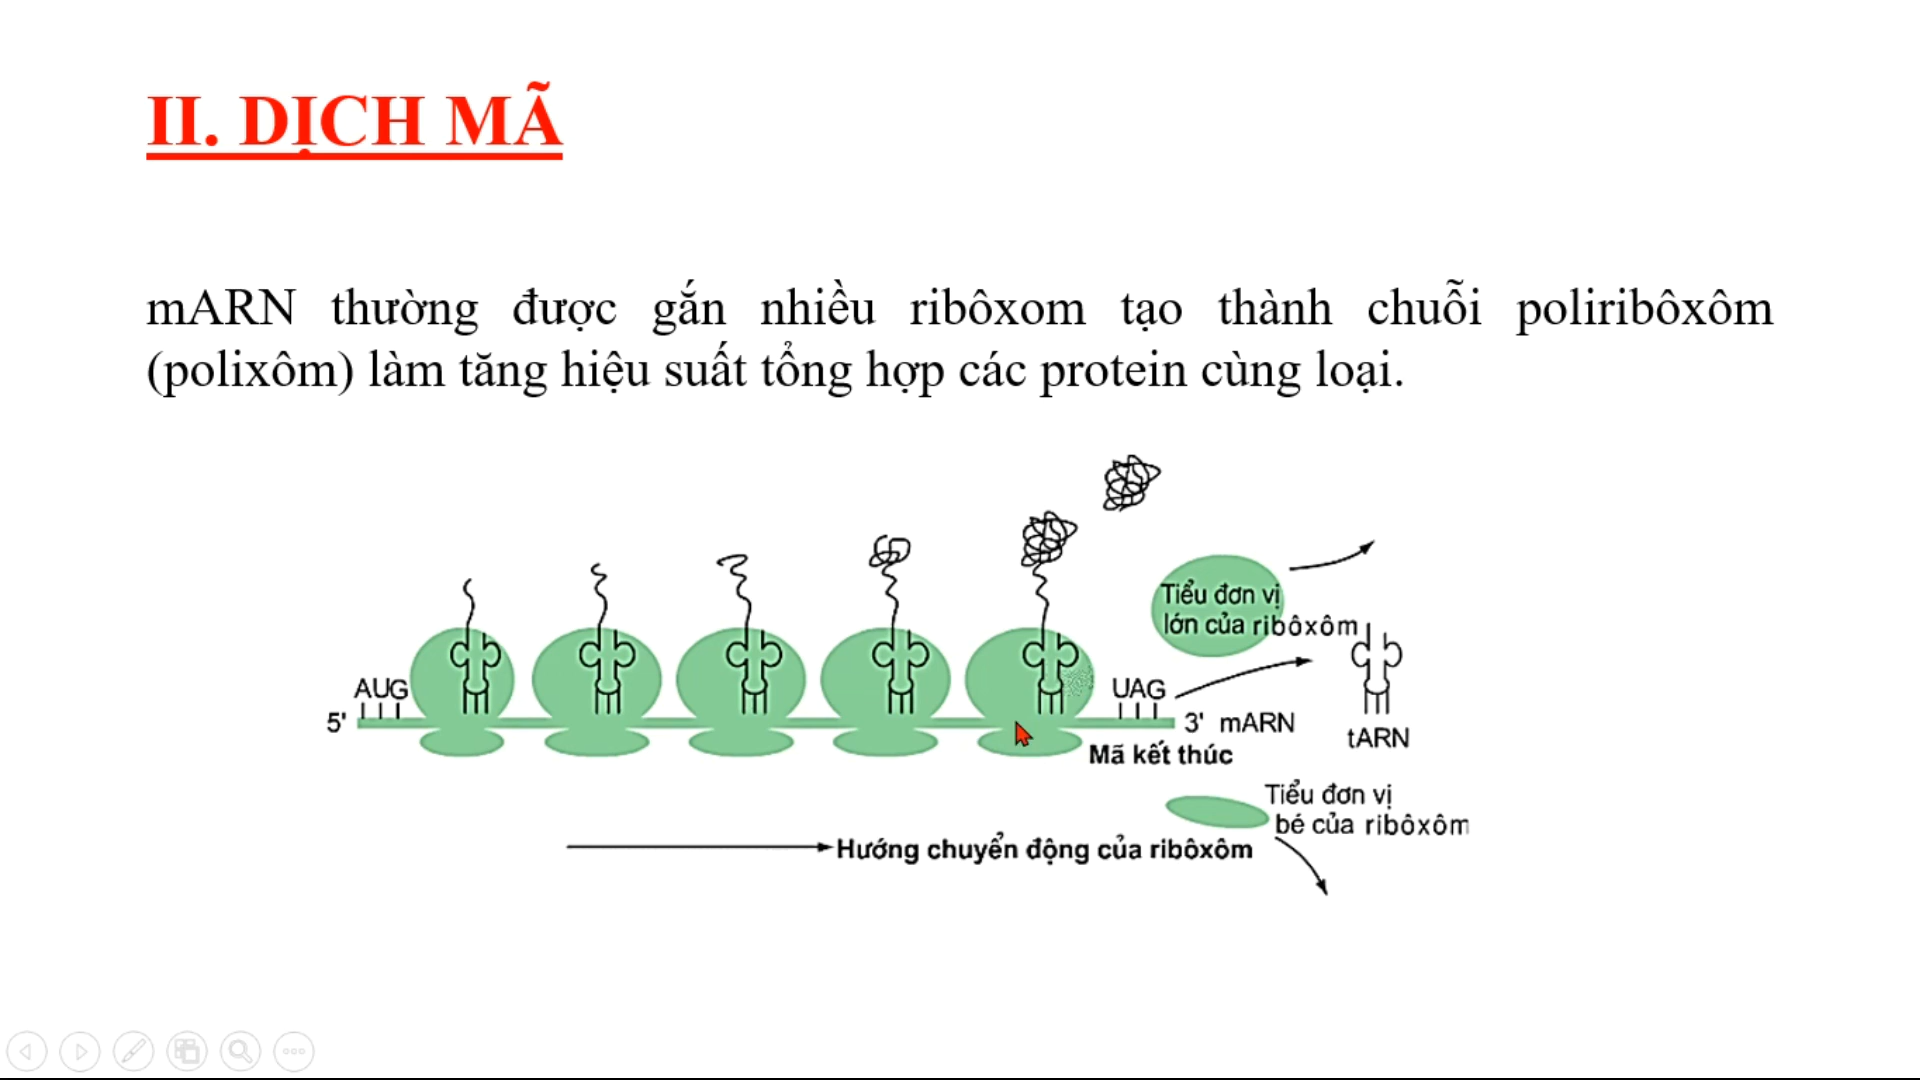 II. DỊCH MÃ
mARN thường được gắn nhiều ribôxom tạo thành chuỗi poliribôxôm
(polixôm) làm tăng hiệu suất tổng hợp các protein cùng loại.
Tiểu đơn vị
lớn của ribôxôm
AUG
UAG
5'
3' mARN
tARN
Mã kết thúc
Tiểu đơn vị
bé của ribôxôm
Hướng chuyển động của ribôxôm